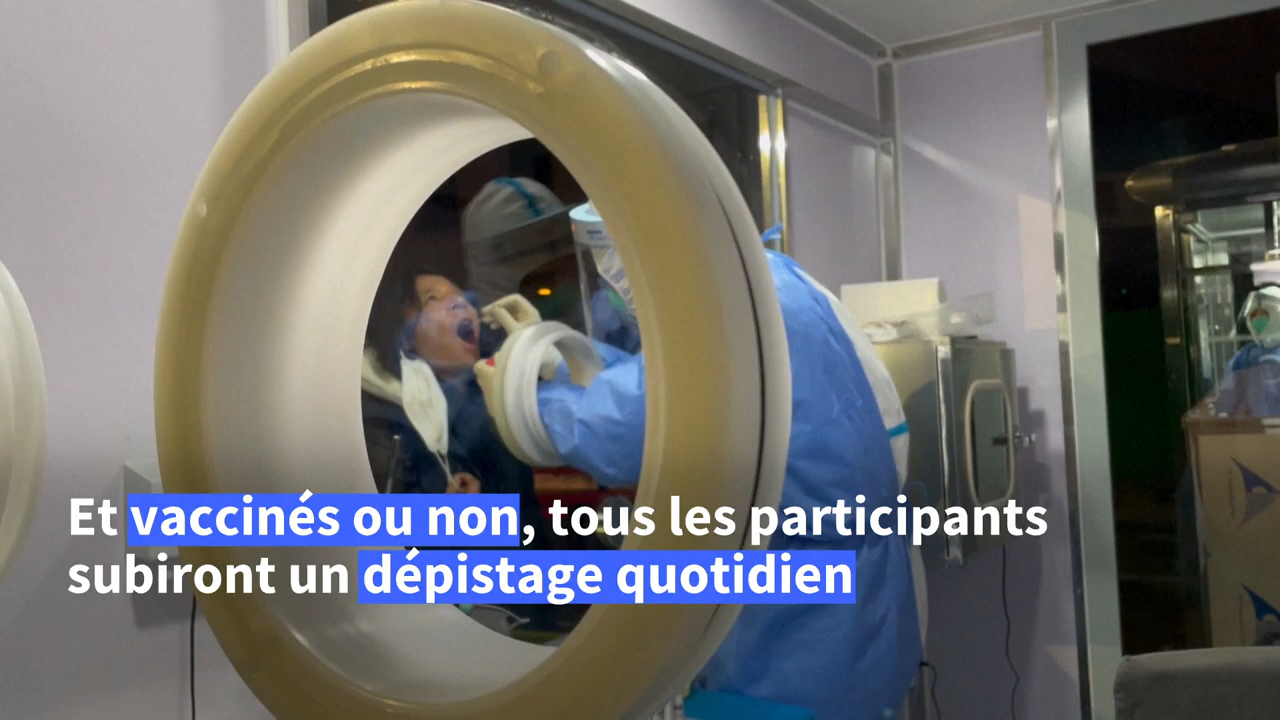 Et vaccinés ou non, tous les participants
subiront un dépistage quotidien